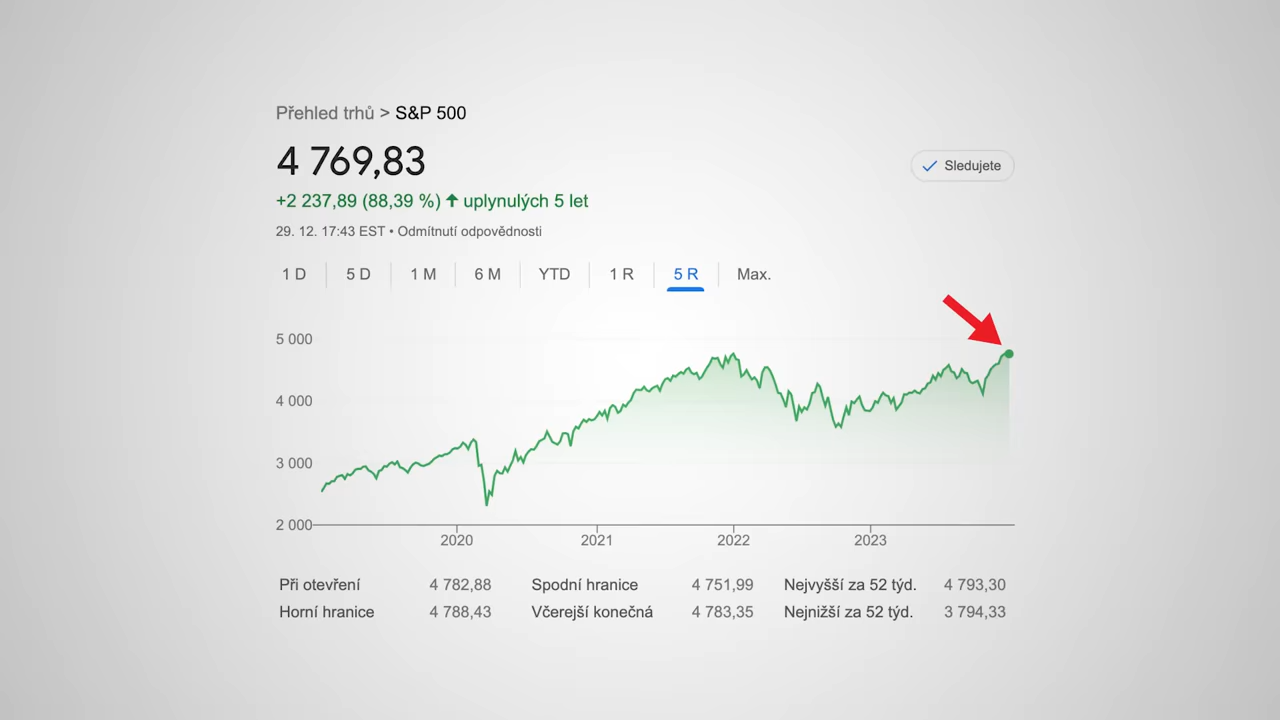 Přehled trhů > S&P 500
4 769,83
Sledujete
+2 237,89 (88,39 %) ↑ uplynulých 5 let
29. 12. 17:43 EST • Odmítnutí odpovědnosti
1 D 5 D 1 M 6 M YTD 1 R 5 R Max.
5 000
4 000
3 000
2 000
2020 2021 2022 2023
Při otevření 4 782,88 Spodní hranice 4 751,99 Nejvyšší za 52 týd. 4 793,30
Horní hranice 4 788,43 Včerejší konečná 4 783,35 Nejnižší za 52 týd. 3 794,33